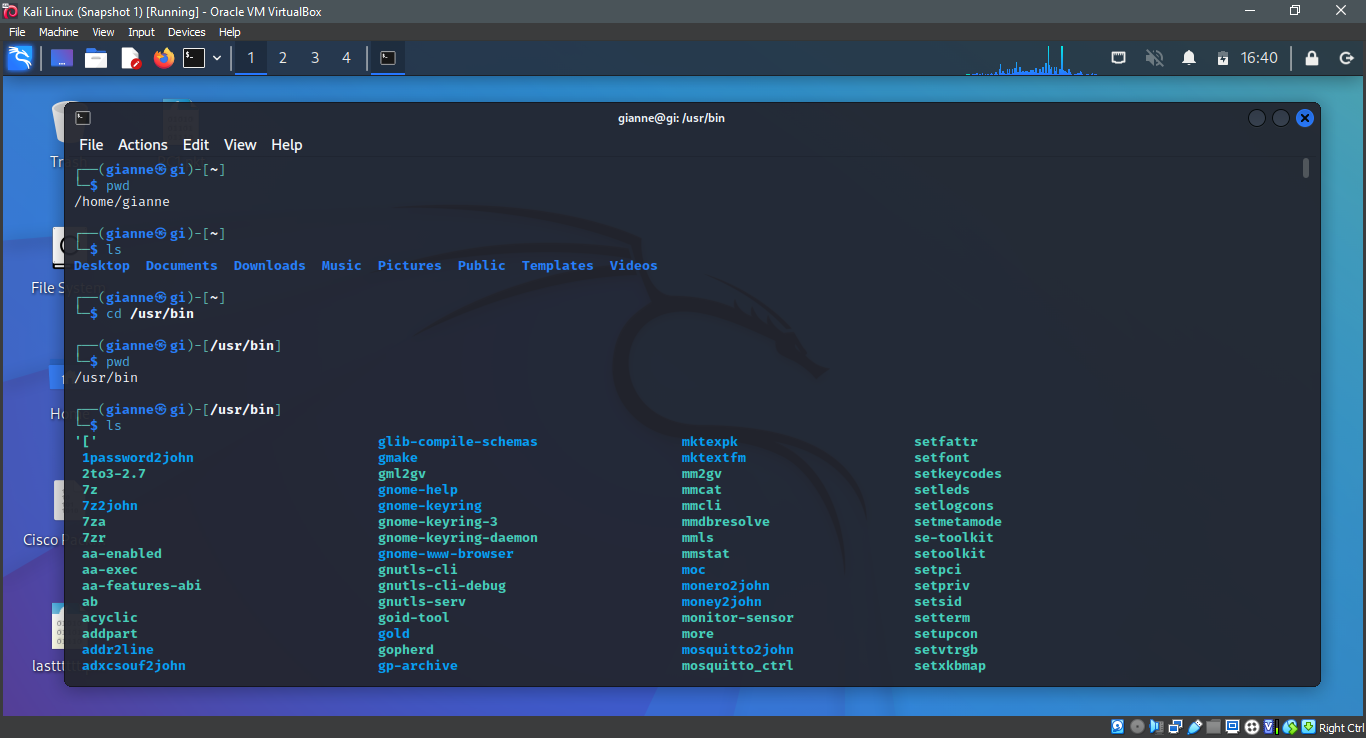 Kali Linux (Snapshot 1) [Running] - Oracle VM VirtualBox
File Machine View Input Devices Help
1 2 3 4 16:40
gianne@gi: /usr/bin
File Actions Edit View Help
┌──(gianne㉿gi)-[~]
└─$ pwd
/home/gianne
┌──(gianne㉿gi)-[~]
└─$ ls
Desktop Documents Downloads Music Pictures Public Templates Videos
┌──(gianne㉿gi)-[~]
└─$ cd /usr/bin
┌──(gianne㉿gi)-[/usr/bin]
└─$ pwd
/usr/bin
┌──(gianne㉿gi)-[/usr/bin]
└─$ ls
'[' glib-compile-schemas mktexpk setfattr
1password2john gmake mktextfm setfont
2to3-2.7 gml2gv mm2gv setkeycodes
7z gnome-help mmcat setleds
7z2john gnome-keyring mmcli setlogcons
7za gnome-keyring-3 mmdbresolve setmetamode
7zr gnome-keyring-daemon mmls se-toolkit
aa-enabled gnome-www-browser mmstat setoolkit
aa-exec gnutls-cli moc setpci
aa-features-abi gnutls-cli-debug monero2john setpriv
ab gnutls-serv money2john setsid
acyclic goid-tool monitor-sensor setterm
addpart gold more setupcon
addr2line gopherd mosquitto2john setvtrgb
adxcsouf2john gp-archive mosquitto_ctrl setxkbmap
Trash
File System
Cisco
Right Ctrl